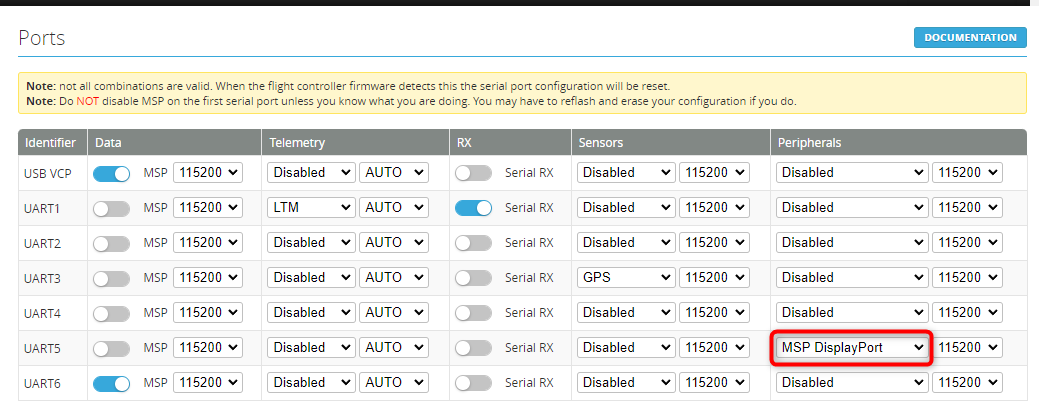 Ports
DOCUMENTATION
Note: not all combinations are valid. When the flight controller firmware detects this the serial port configuration will be reset.
Note: Do NOT disable MSP on the first serial port unless you know what you are doing. You may have to reflash and erase your configuration if you do.
Identifier Data Telemetry RX Sensors Peripherals
USB VCP MSP 115200 Disabled AUTO Serial RX Disabled 115200 Disabled 115200
UART1 MSP 115200 LTM AUTO Serial RX Disabled 115200 Disabled 115200
UART2 MSP 115200 Disabled AUTO Serial RX Disabled 115200 Disabled 115200
UART3 MSP 115200 Disabled AUTO Serial RX GPS 115200 Disabled 115200
UART4 MSP 115200 Disabled AUTO Serial RX Disabled 115200 Disabled 115200
UART5 MSP 115200 Disabled AUTO Serial RX Disabled 115200 MSP DisplayPort 115200
UART6 MSP 115200 Disabled AUTO Serial RX Disabled 115200 Disabled 115200